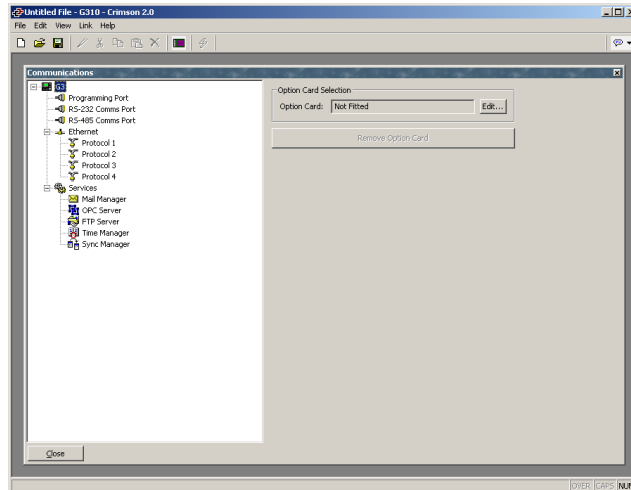 Untitled File - G310 - Crimson 2.0
File Edit View Link Help
Communications
G3
Programming Port
RS-232 Comms Port
RS-485 Comms Port
Ethernet
Protocol 1
Protocol 2
Protocol 3
Protocol 4
Services
Mail Manager
OPC Server
FTP Server
Time Manager
Sync Manager
Option Card Selection
Option Card: Not Fitted Edit...
Remove Option Card
Close
OVER CAPS NUM